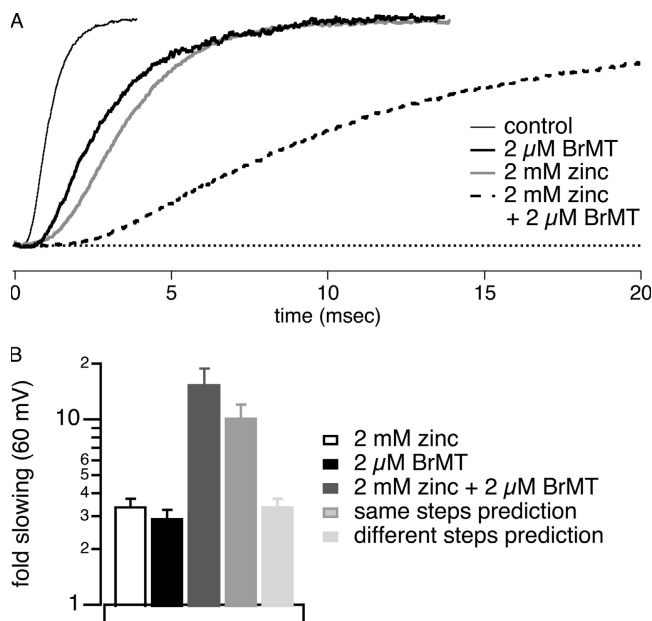 A
control
2 µM BrMT
2 mM zinc
2 mM zinc
+ 2 µM BrMT
0
5
10
15
20
time (msec)
B
fold slowing (60 mV)
2
10
6
5
4
3
2
1
2 mM zinc
2 µM BrMT
2 mM zinc + 2 µM BrMT
same steps prediction
different steps prediction